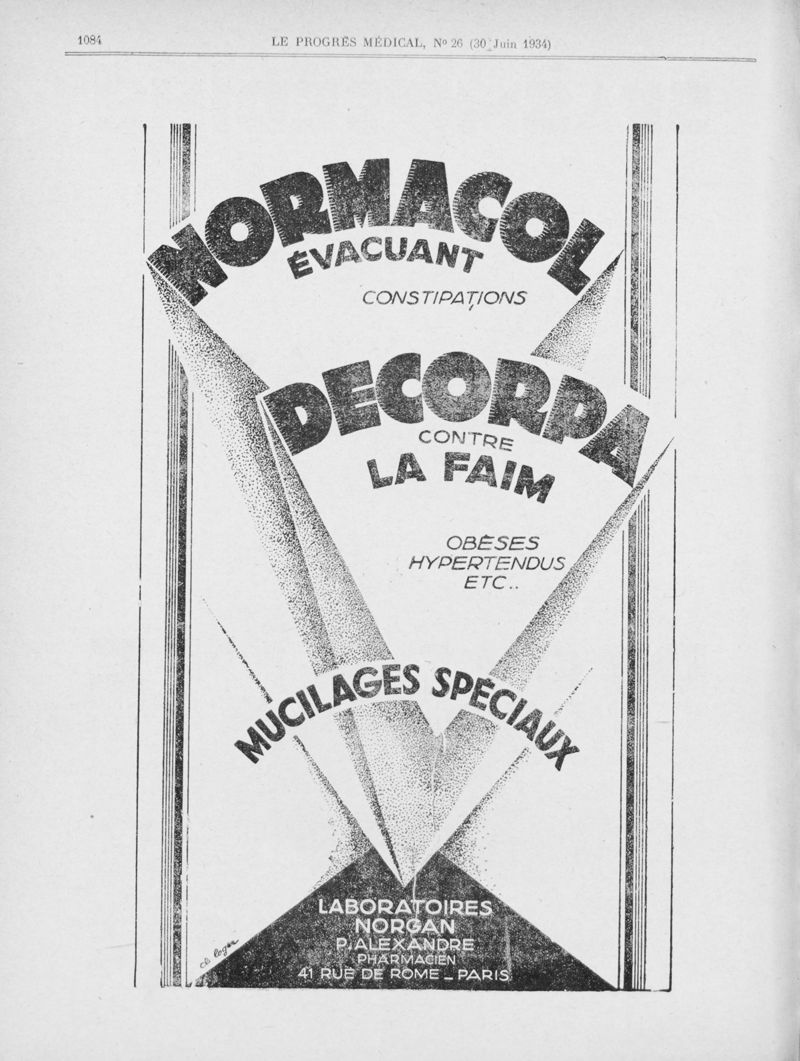 1084
LE PROGRÈS MÉDICAL, No 26 (30 Juin 1934)
NORMACOL
ÉVACUANT
CONSTIPATIONS
DECORPA
CONTRE
LA FAIM
OBÈSES
HYPERTENDUS
ETC..
MUCILAGES SPÉCIAUX
LABORATOIRES
NORGAN
P. ALEXANDRE
PHARMACIEN
41 RUE DE ROME _ PARIS